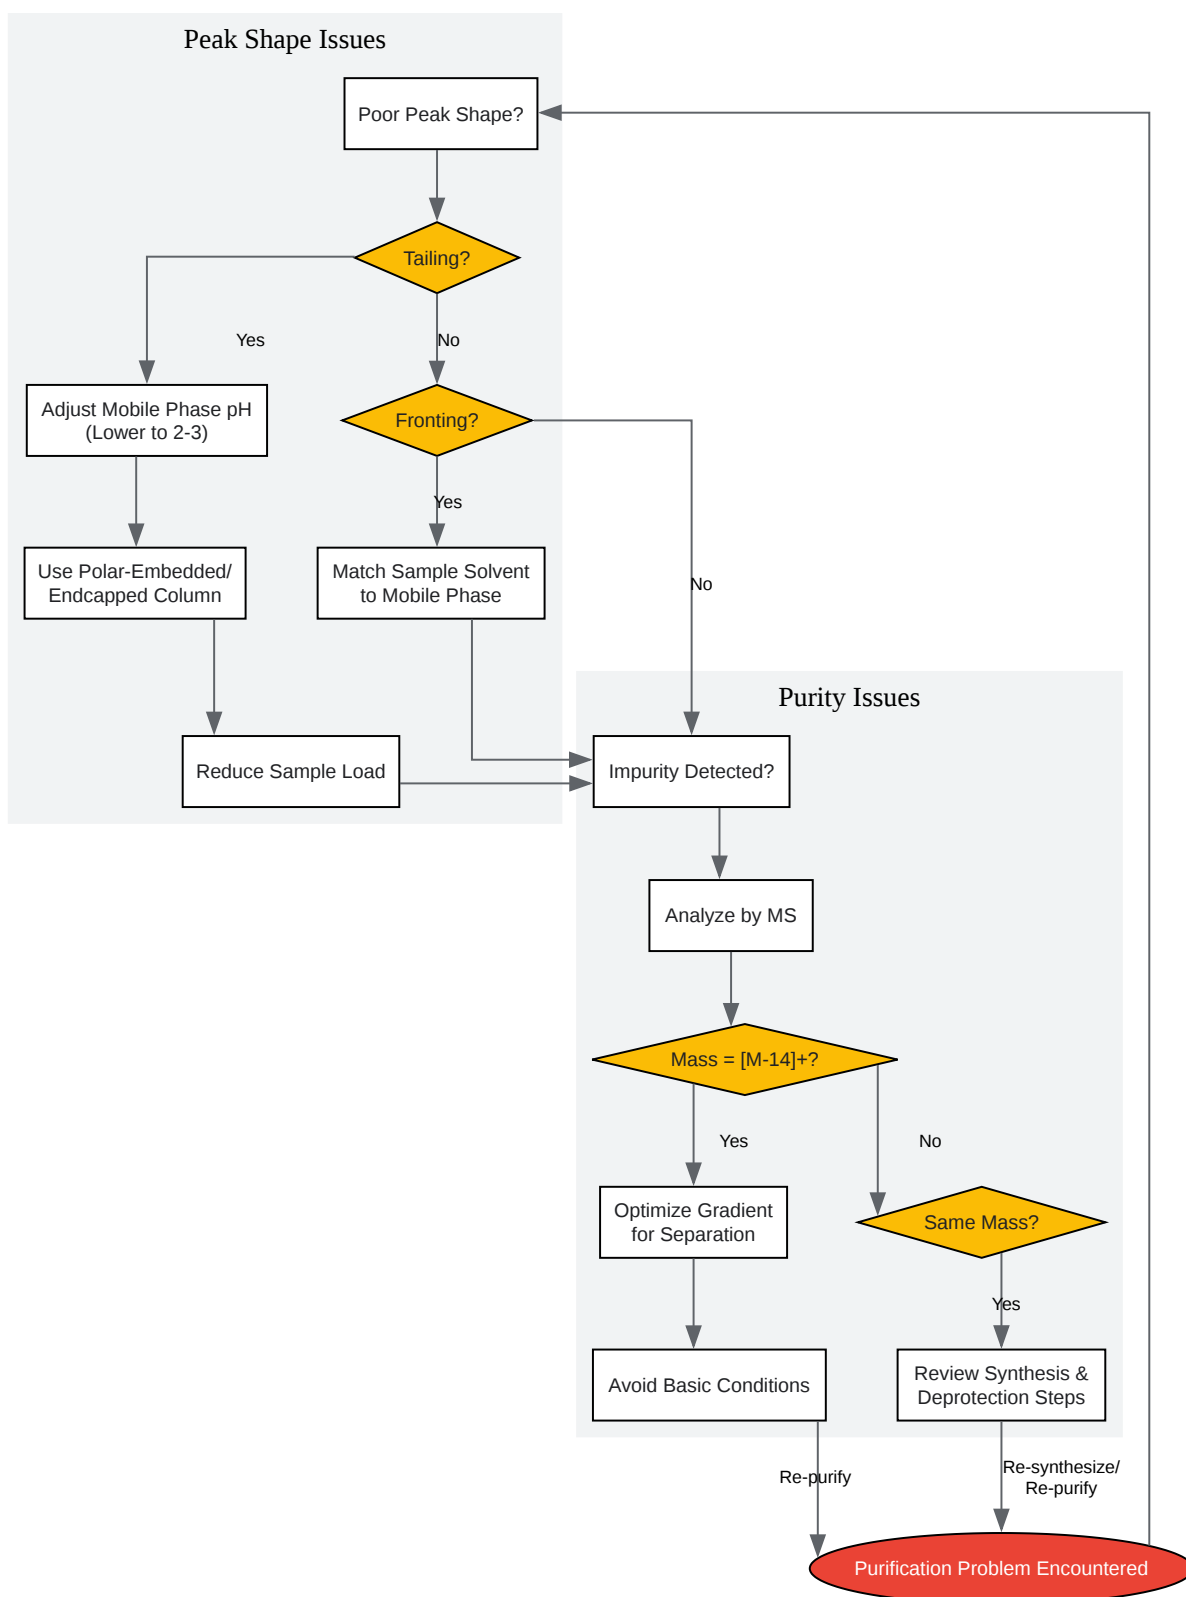 Peak Shape Issues
Poor Peak Shape?
Tailing?
Yes
No
Adjust Mobile Phase pH
(Lower to 2-3)
Fronting?
Yes
Use Polar-Embedded/
Endcapped Column
Match Sample Solvent
to Mobile Phase
No
Purity Issues
Reduce Sample Load
Impurity Detected?
Analyze by MS
Mass = [M-14]+?
Yes
No
Optimize Gradient
for Separation
Same Mass?
Yes
Avoid Basic Conditions
Review Synthesis &
Deprotection Steps
Re-purify
Re-synthesize/
Re-purify
Purification Problem Encountered